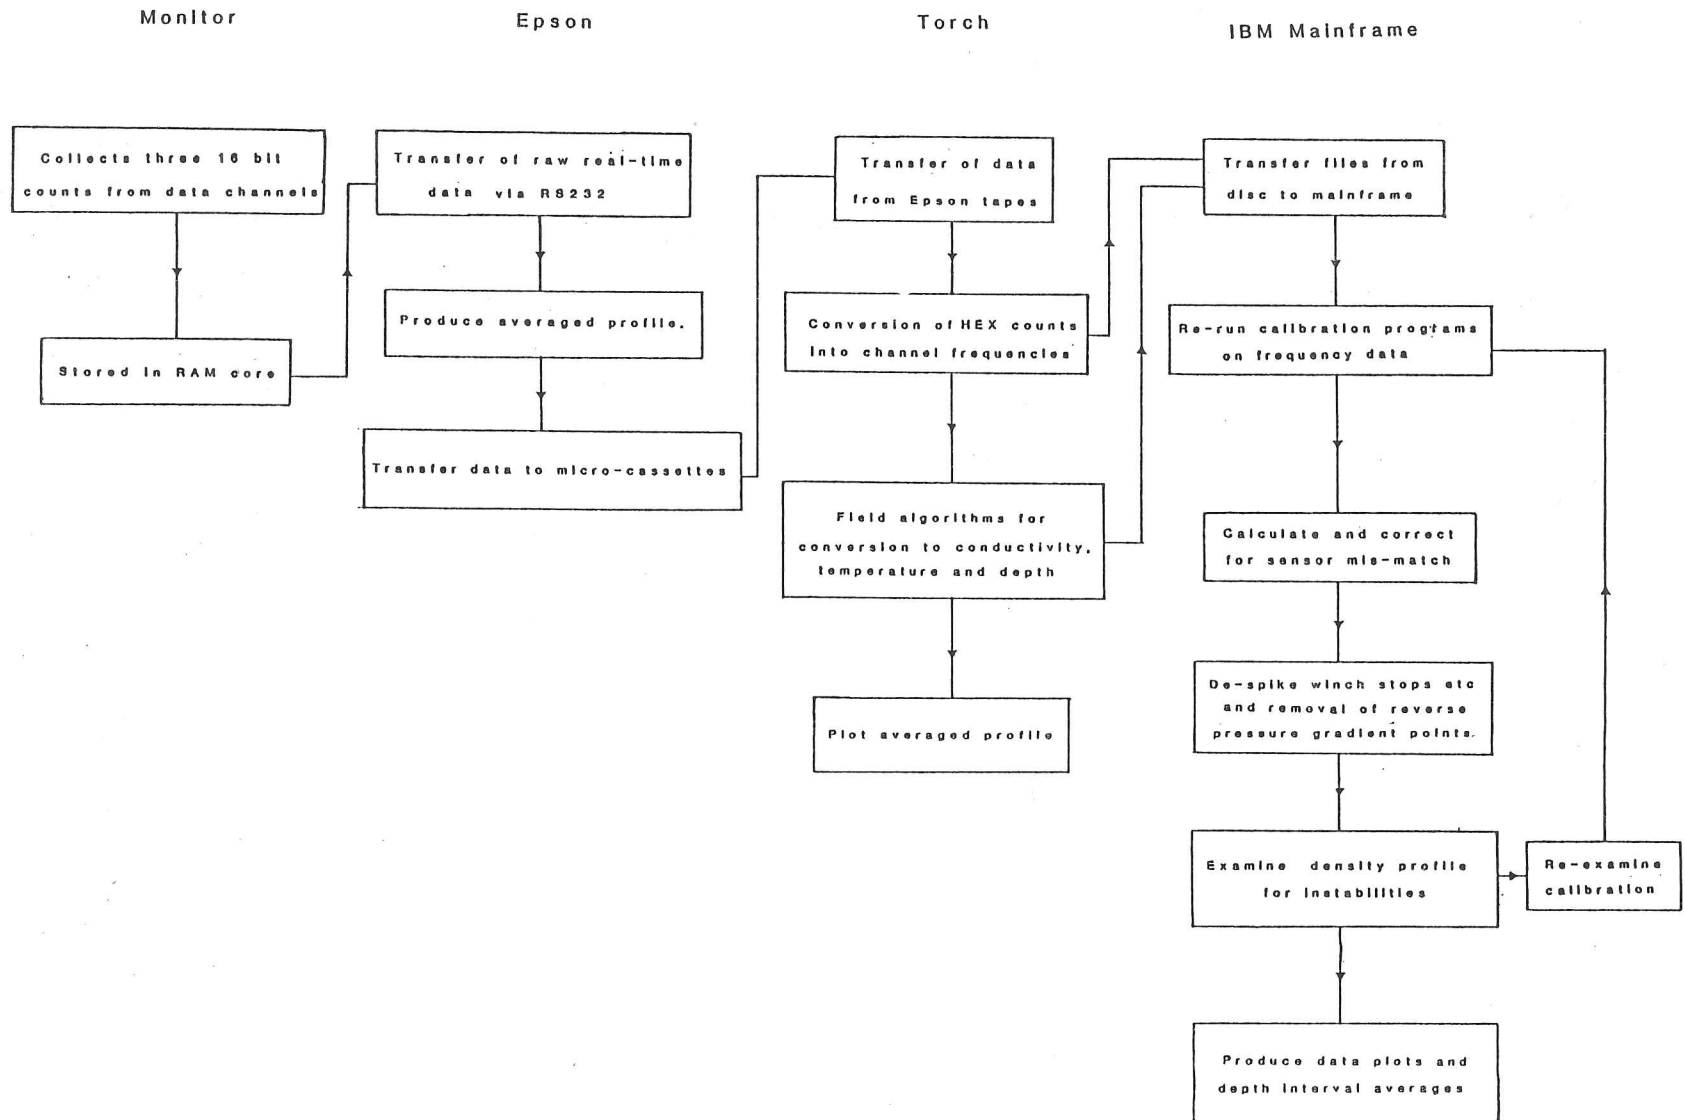 Monitor
Epson
Torch
IBM Mainframe
Collects three 16 bit
counts from data channels
Stored in RAM core
Transfer of raw real-time
data via RS232
Produce averaged profile.
Transfer data to micro-cassettes
Transfer of data
from Epson tapes
Conversion of HEX counts
into channel frequencies
Field algorithms for
conversion to conductivity,
temperature and depth
Plot averaged profile
Transfer files from
disc to mainframe
Re-run calibration programs
on frequency data
Calculate and correct
for sensor mis-match
De-spike winch stops etc
and removal of reverse
pressure gradient points.
Examine density profile
for instabilities
Re-examine
calibration
Produce data plots and
depth interval averages